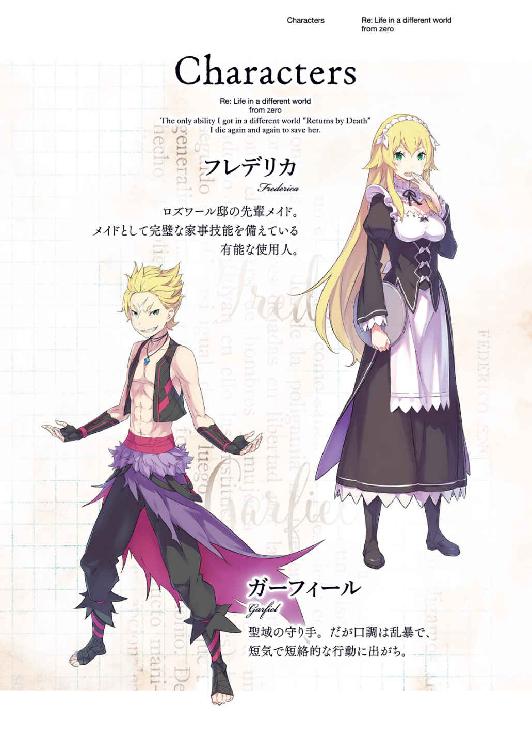 Characters
Re: Life in a different world
from zero
Characters
Re: Life in a different world
from zero
The only ability I got in a different world "Returns by Death"
I die again and again to save her.
フレデリカ
Frederica
ロズワール邸の先輩メイド。
メイドとして完璧な家事技能を備えている
有能な使用人。
ガーフィール
Garfiel
聖域の守り手。だが口調は乱暴で、
短気で短絡的な行動に出がち。